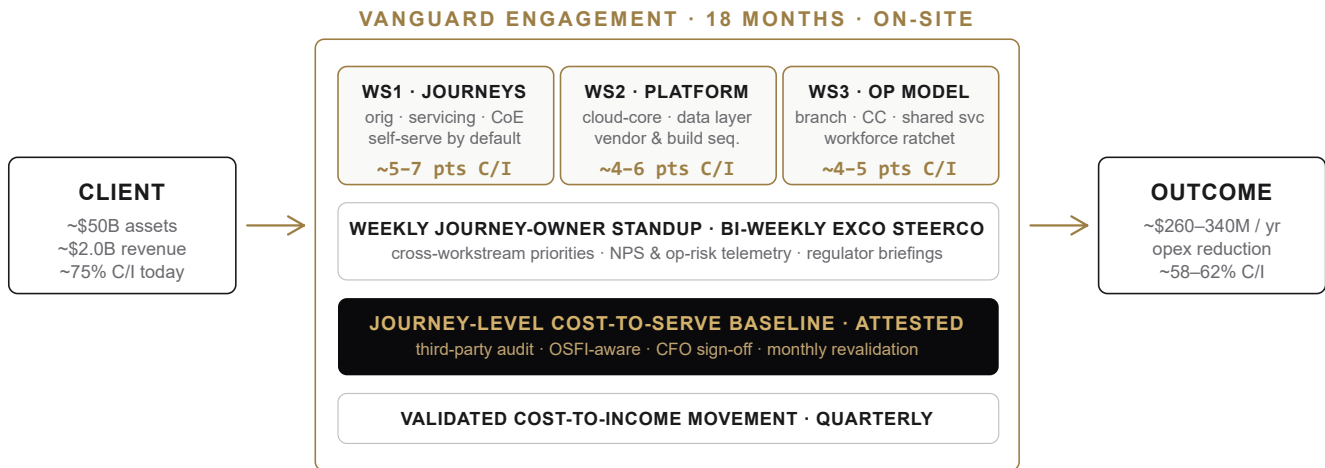 VANGUARD ENGAGEMENT · 18 MONTHS · ON-SITE
CLIENT
~$50B assets
~$2.0B revenue
~75% C/I today
WS1 · JOURNEYS
orig · servicing · CoE
self-serve by default
~5–7 pts C/I
WS2 · PLATFORM
cloud-core · data layer
vendor & build seq.
~4–6 pts C/I
WS3 · OP MODEL
branch · CC · shared svc
workforce ratchet
~4–5 pts C/I
WEEKLY JOURNEY-OWNER STANDUP · BI-WEEKLY EXCO STEERCO
cross-workstream priorities · NPS & op-risk telemetry · regulator briefings
JOURNEY-LEVEL COST-TO-SERVE BASELINE · ATTESTED
third-party audit · OSFI-aware · CFO sign-off · monthly revalidation
VALIDATED COST-TO-INCOME MOVEMENT · QUARTERLY
OUTCOME
~$260–340M / yr
opex reduction
~58–62% C/I